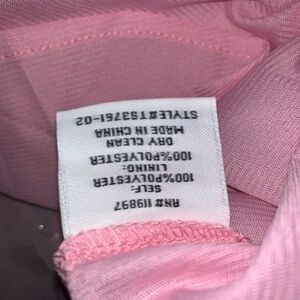 RN# 119897
SELF:
100%POLYESTER
LINING:
100%POLYESTER
DRY CLEAN
MADE IN CHINA
STYLE#TS3761-02